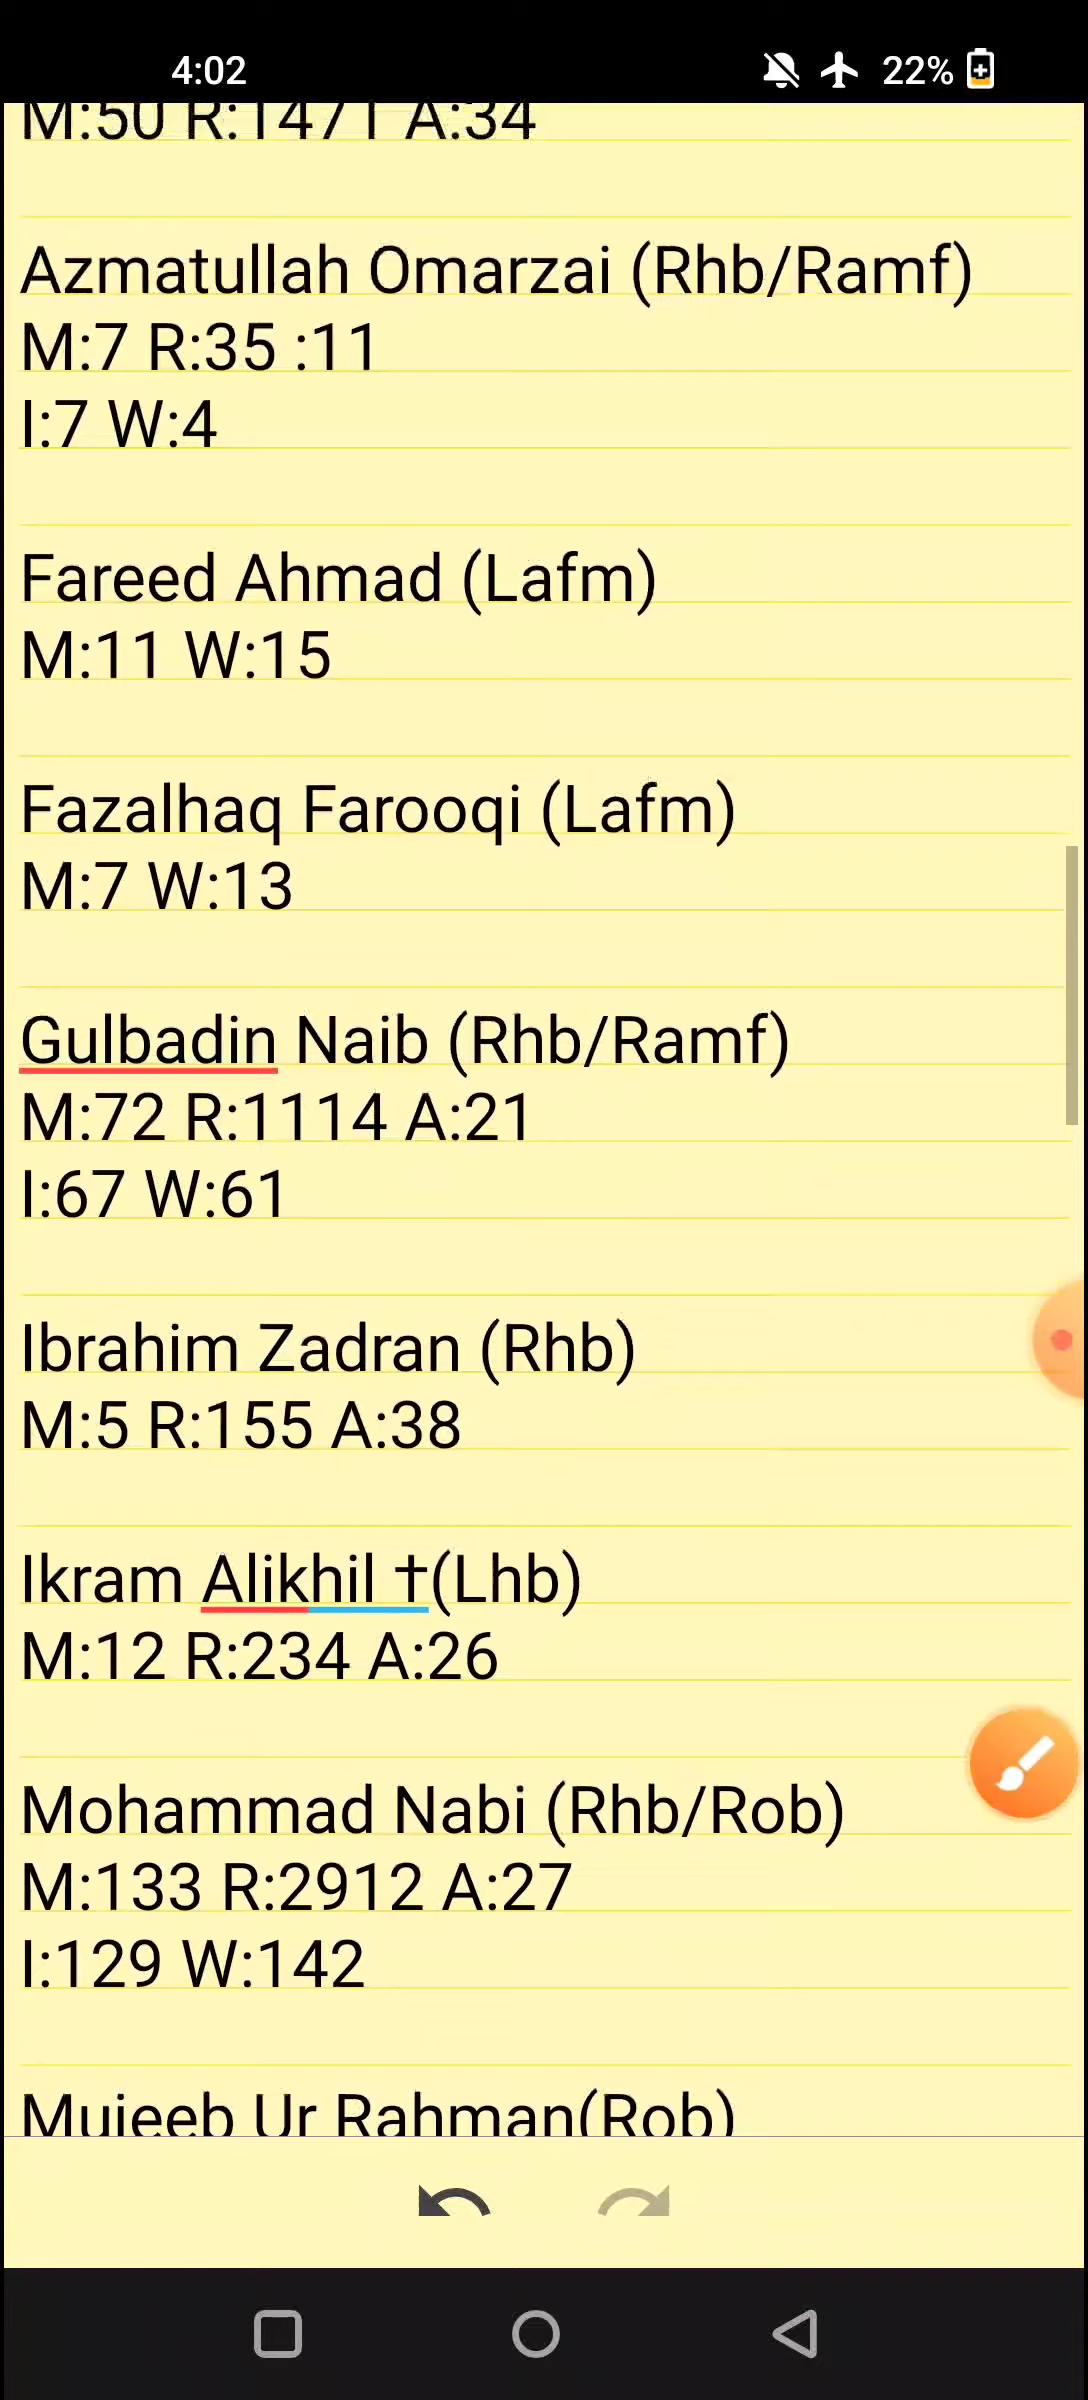 4:02 22%
M:50 R:1471 A:34
Azmatullah Omarzai (Rhb/Ramf)
M:7 R:35 :11
I:7 W:4
Fareed Ahmad (Lafm)
M:11 W:15
Fazalhaq Farooqi (Lafm)
M:7 W:13
Gulbadin Naib (Rhb/Ramf)
M:72 R:1114 A:21
I:67 W:61
Ibrahim Zadran (Rhb)
M:5 R:155 A:38
Ikram Alikhil †(Lhb)
M:12 R:234 A:26
Mohammad Nabi (Rhb/Rob)
M:133 R:2912 A:27
I:129 W:142
Mujeeb Ur Rahman(Rob)